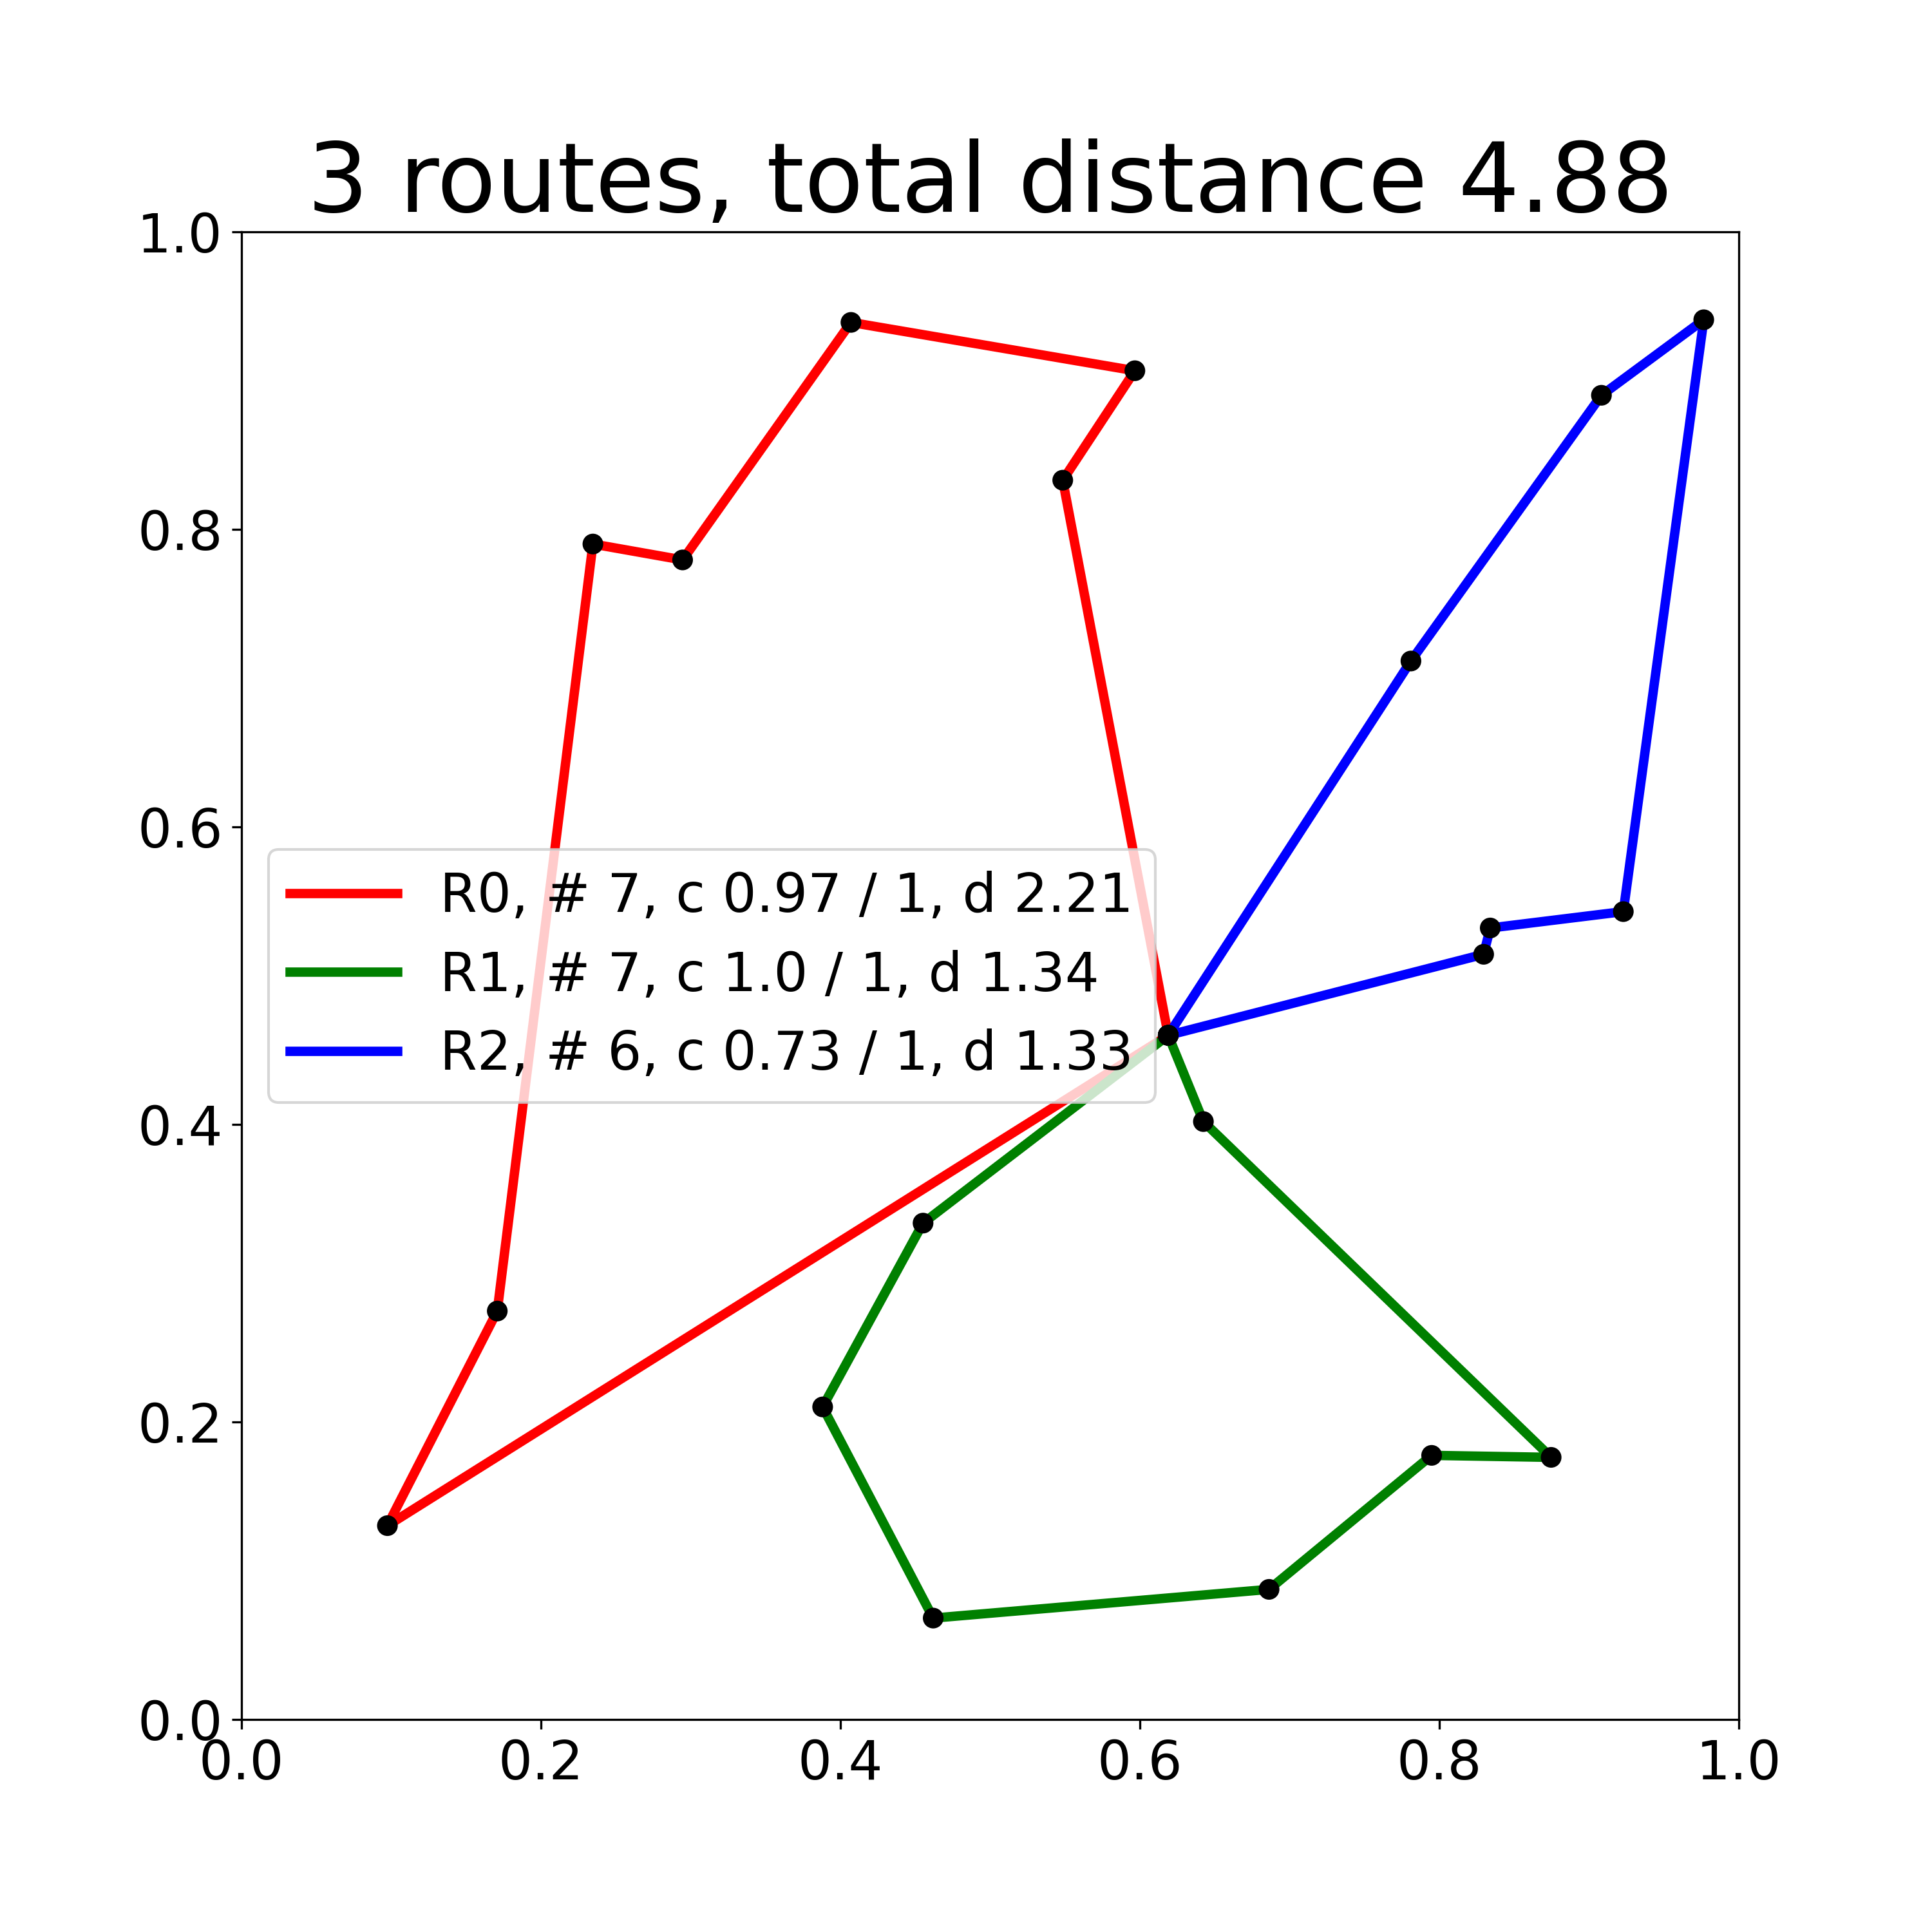 3 routes, total distance 4.88
1.0
0.8
0.6
R0, # 7, c 0.97 / 1, d 2.21
R1, # 7, c 1.0 / 1, d 1.34
R2, # 6, c 0.73 / 1, d 1.33
0.4
0.2
0.0
0.0 0.2 0.4 0.6 0.8 1.0